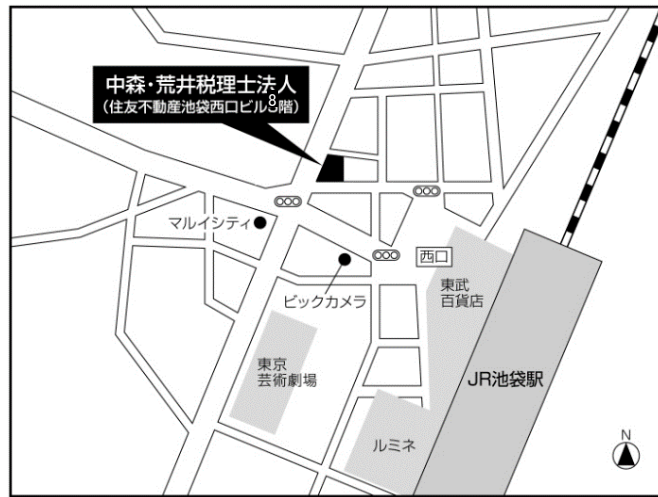 中森・荒井税理士法人
(住友不動産池袋西口ビル8階)
マルイシティ
西口
ビックカメラ
東武
百貨店
東京
芸術劇場
JR池袋駅
ルミネ
N